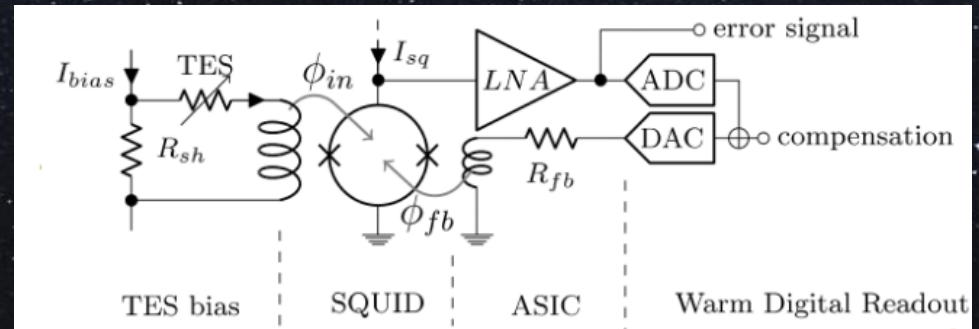 error signal
I_sq
TES
I_bias
ϕ_in
LNA
ADC
R_sh
DAC
compensation
R_fb
ϕ_fb
TES bias
SQUID
ASIC
Warm Digital Readout